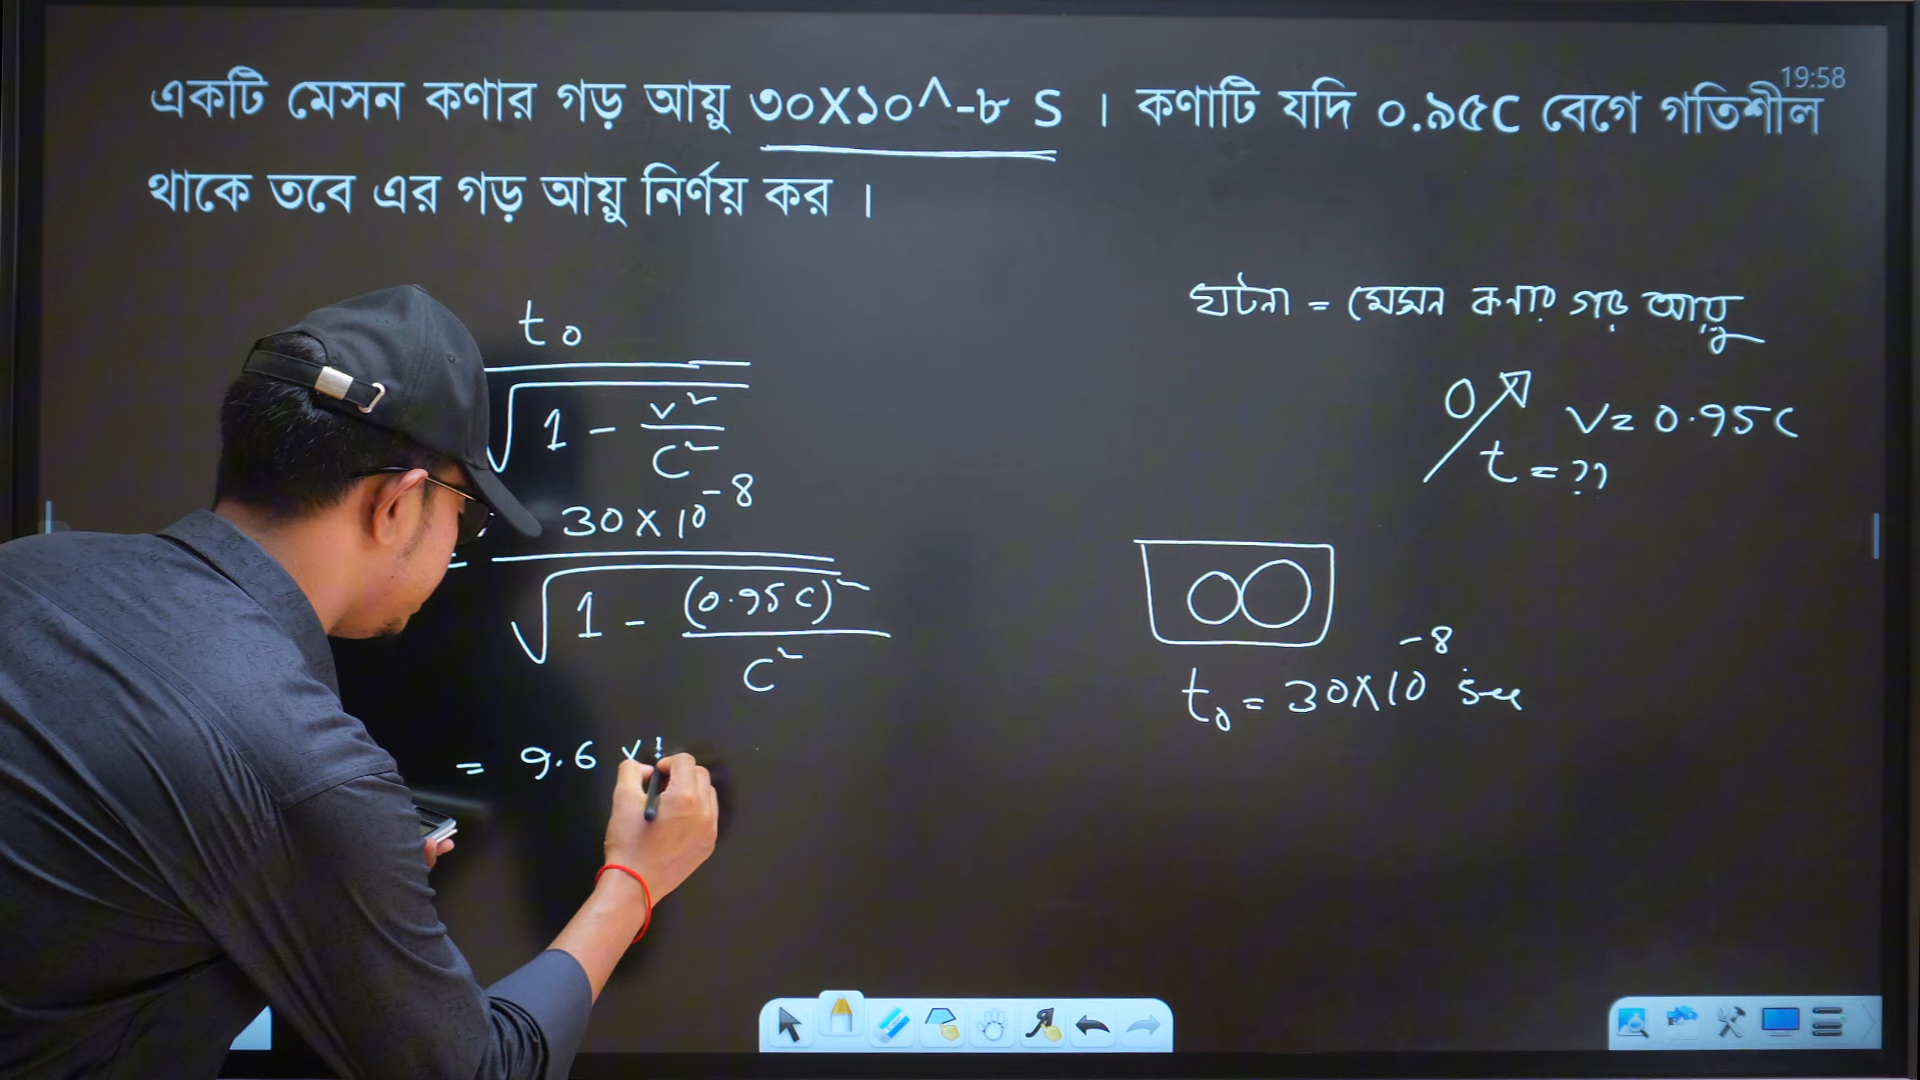 19:58
একটি মেসন কণার গড় আয়ু ৩০X১০^-৮ S । কণাটি যদি ০.৯৫C বেগে গতিশীল
থাকে তবে এর গড় আয়ু নির্ণয় কর ।
t₀
√1 - v²/C²
= 30 X 10⁻⁸
√1 - (0.95 C)²/C²
= 9.6 X
ঘটনা = মেসন কণার গড় আয়ু
V = 0.95 C
t = ??
t₀ = 30X10⁻⁸ sec